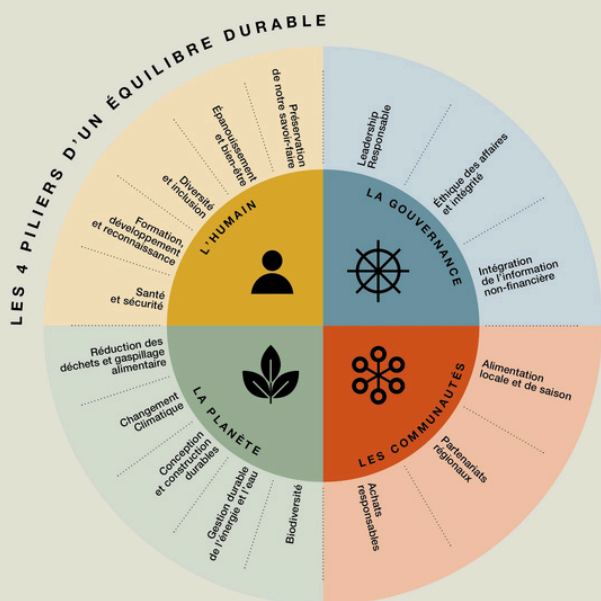 LES 4 PILIERS D'UN ÉQUILIBRE DURABLE
L'HUMAIN
Santé
et sécurité
Formation,
développement
et reconnaissance
Diversité
et inclusion
Épanouissement
et bien-être
Préservation
de notre savoir-faire
LA GOUVERNANCE
Leadership
Responsable
Éthique des affaires
et intégrité
Intégration
de l'information
non-financière
LES COMMUNAUTÉS
Alimentation
locale et de saison
Partenariats
régionaux
Achats
responsables
LA PLANÈTE
Réduction des
déchets et gaspillage
alimentaire
Changement
Climatique
Conception
et construction
durables
Gestion durable
de l'énergie et l'eau
Biodiversité